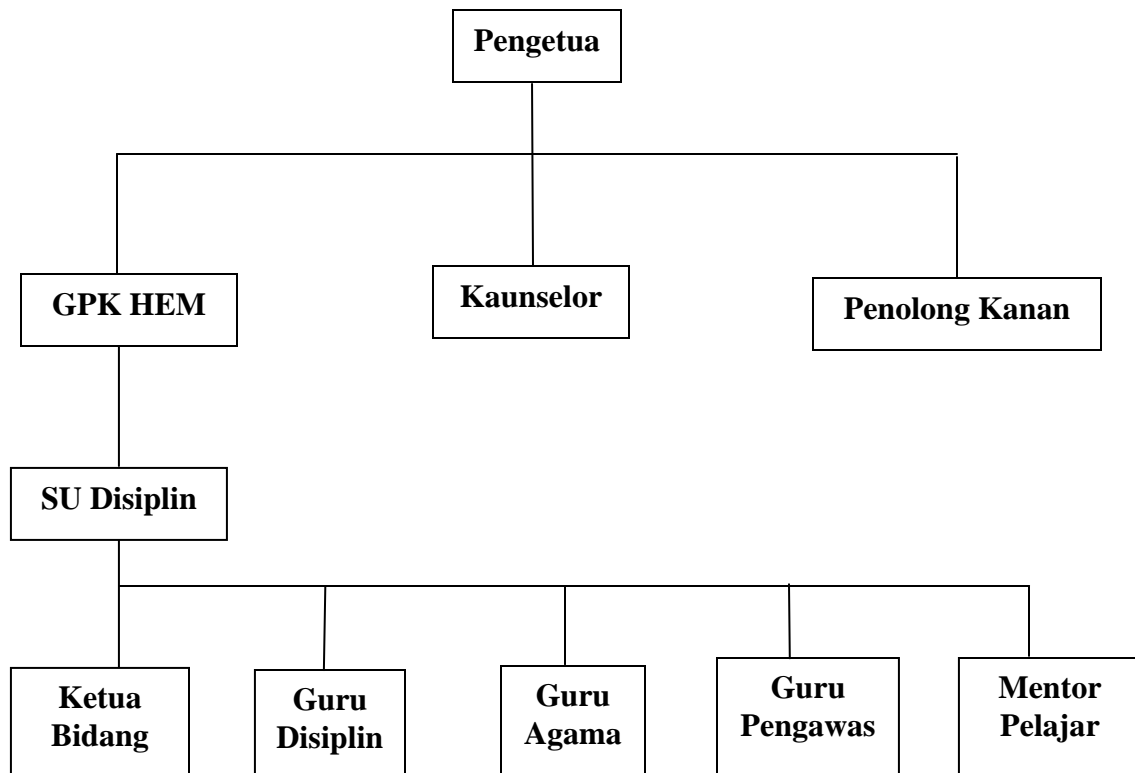 Pengetua
GPK HEM
Kaunselor
Penolong Kanan
SU Disiplin
Ketua
Bidang
Guru
Disiplin
Guru
Agama
Guru
Pengawas
Mentor
Pelajar